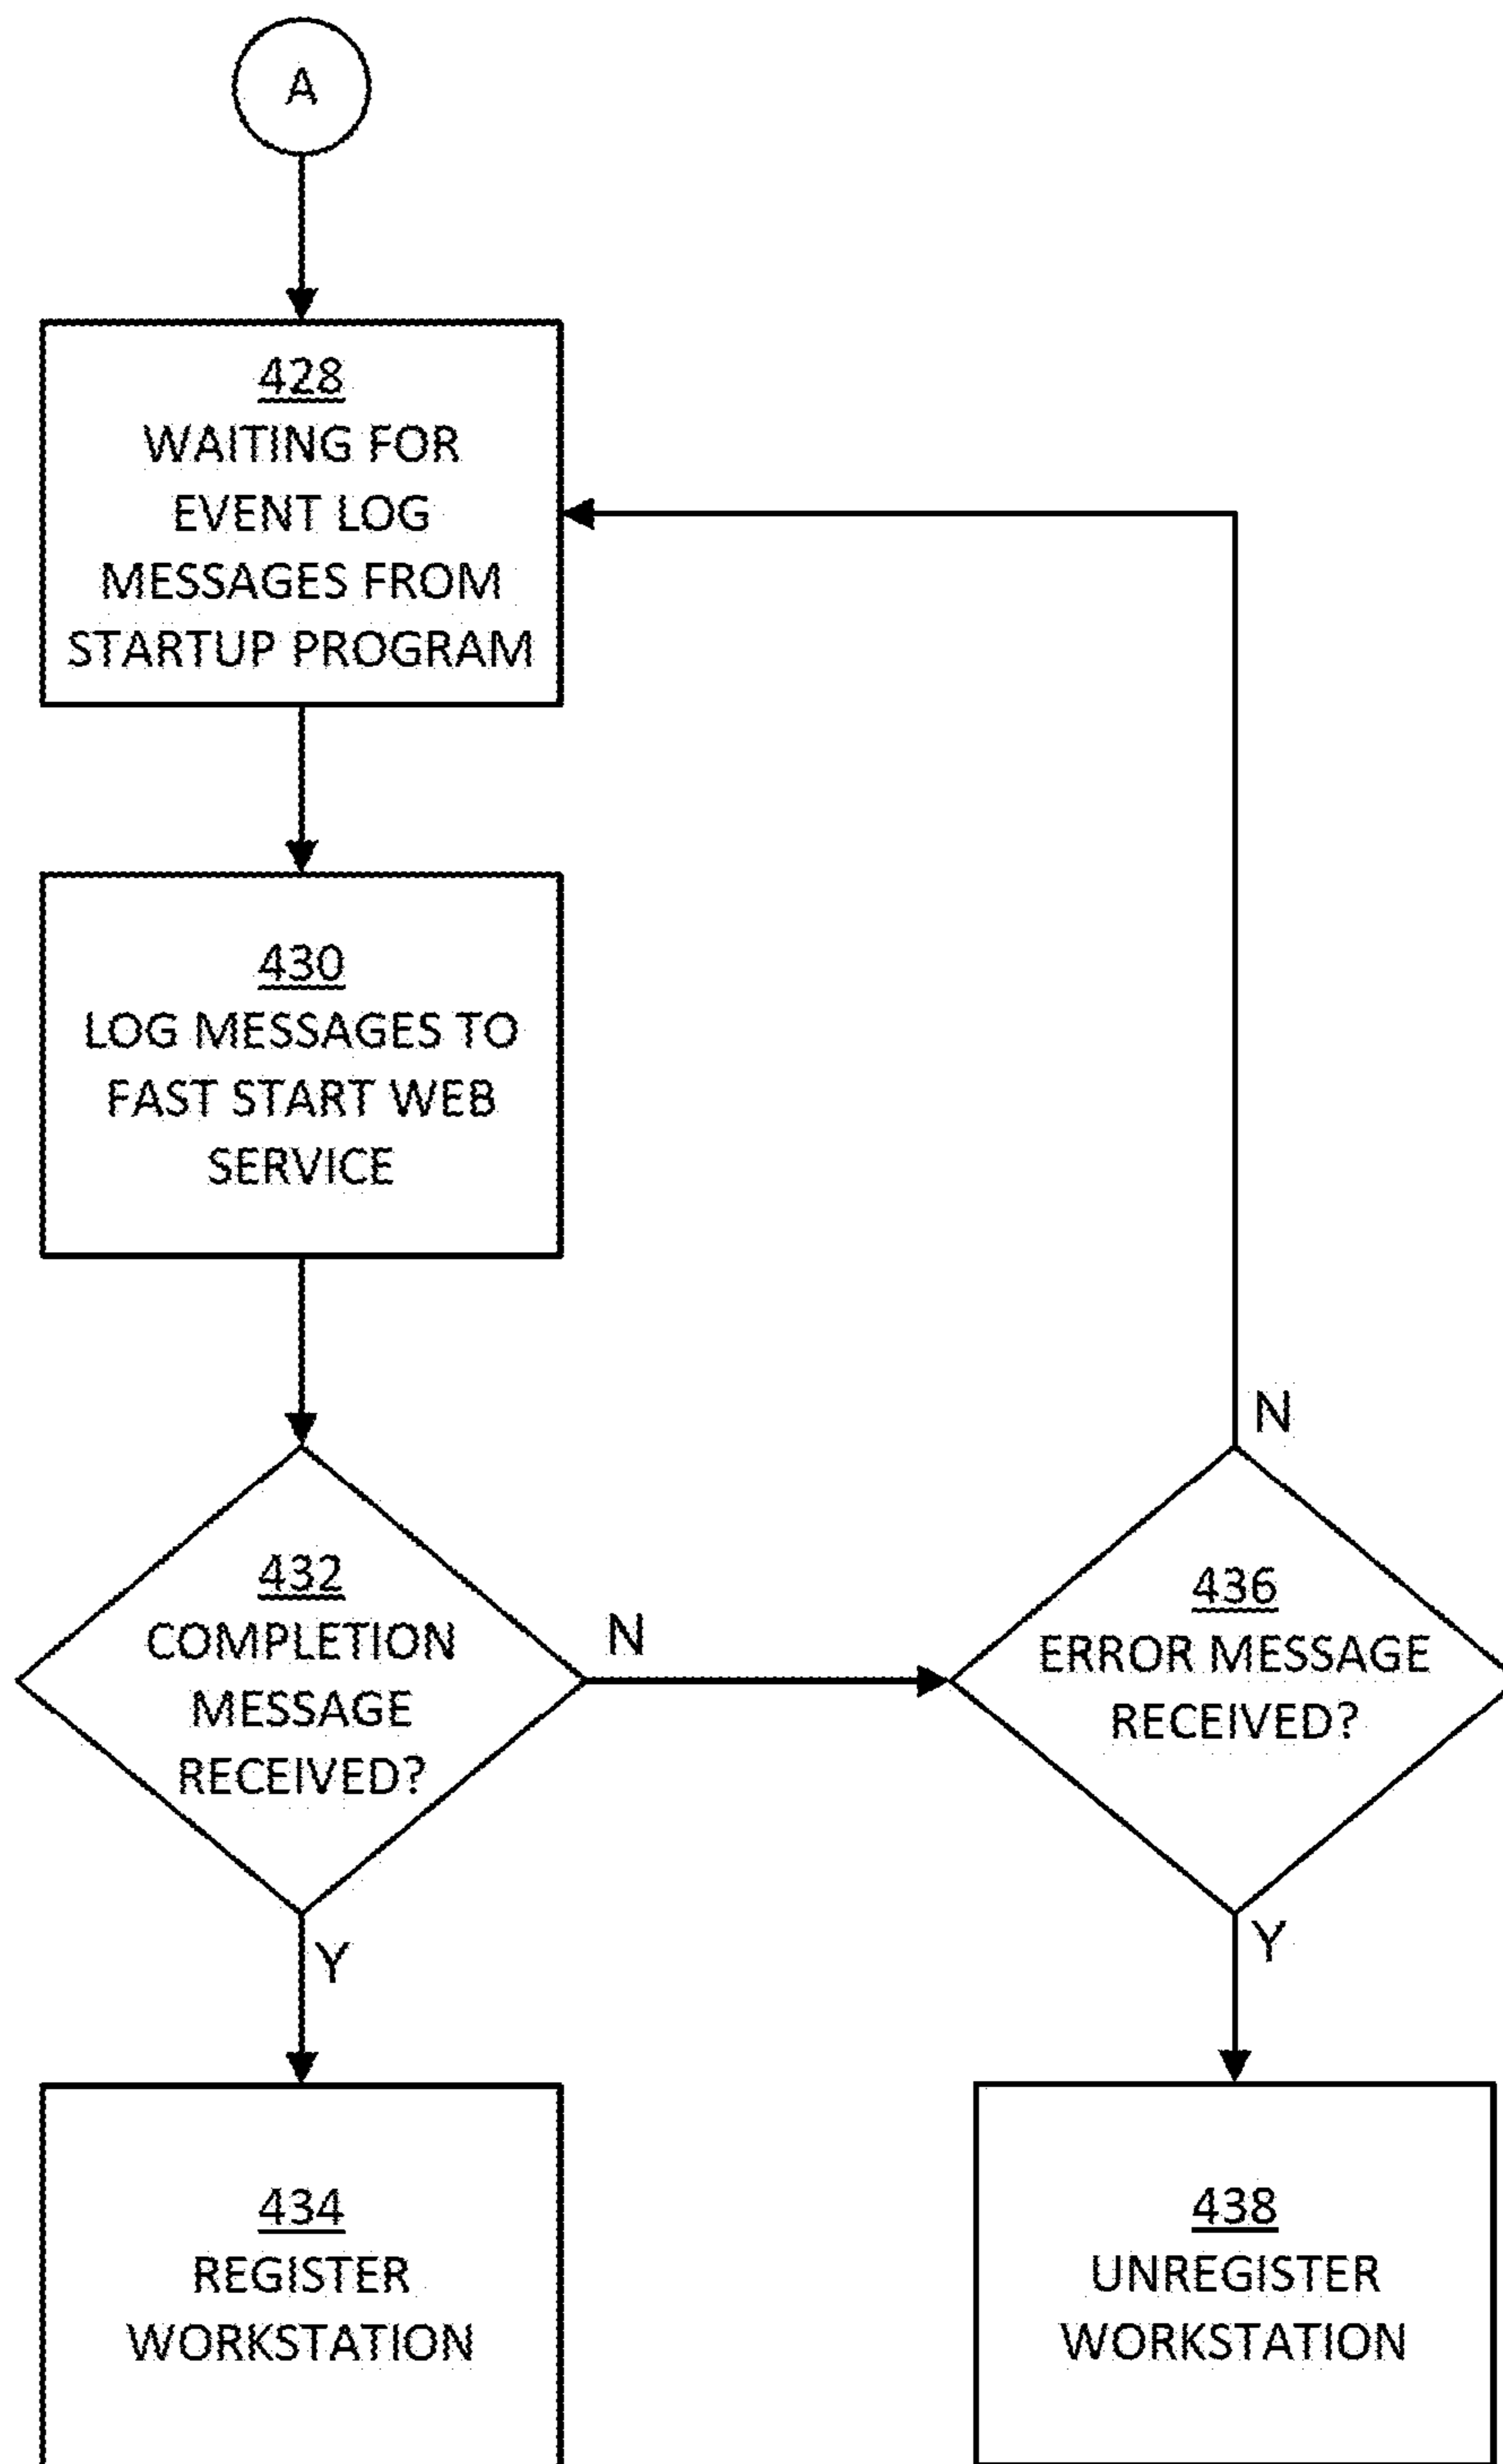 A
428
WAITING FOR
EVENT LOG
MESSAGES FROM
STARTUP PROGRAM
430
LOG MESSAGES TO
FAST START WEB
SERVICE
432
COMPLETION
MESSAGE
RECEIVED?
N
Y
436
ERROR MESSAGE
RECEIVED?
N
Y
434
REGISTER
WORKSTATION
438
UNREGISTER
WORKSTATION